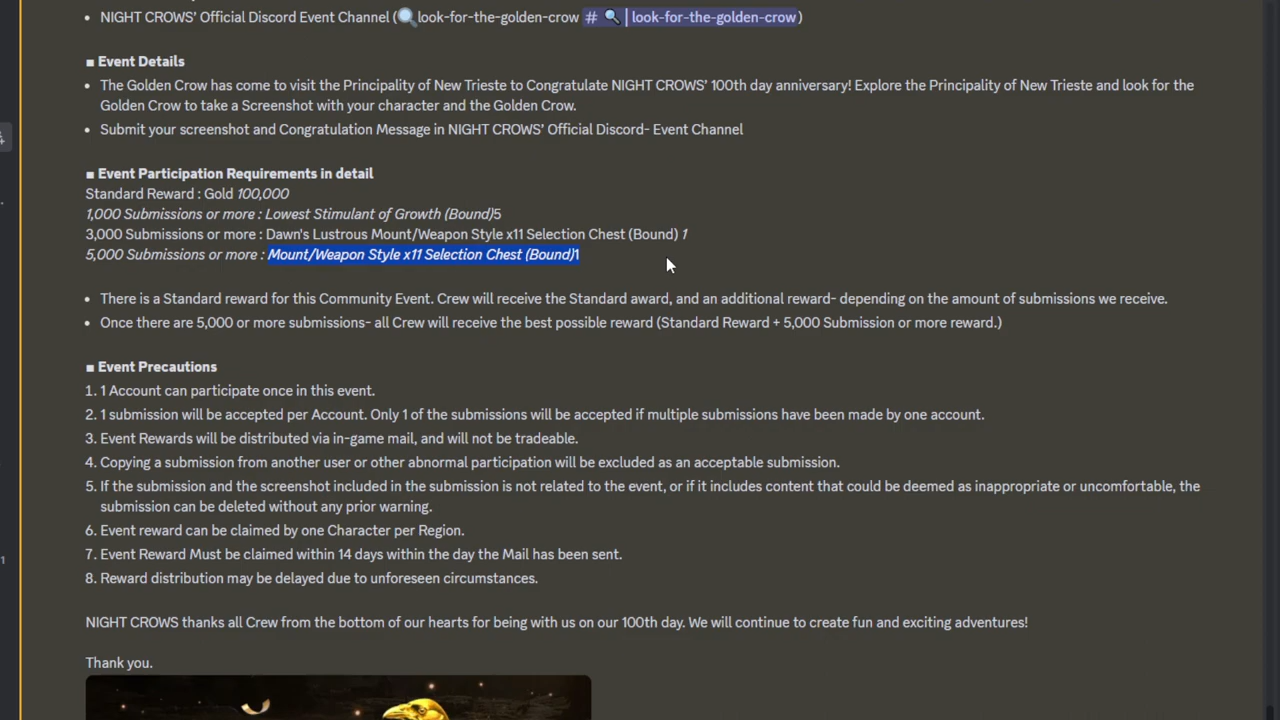 • NIGHT CROWS' Official Discord Event Channel (🔍look-for-the-golden-crow # 🔍 | look-for-the-golden-crow)
■ Event Details
• The Golden Crow has come to visit the Principality of New Trieste to Congratulate NIGHT CROWS' 100th day anniversary! Explore the Principality of New Trieste and look for the
Golden Crow to take a Screenshot with your character and the Golden Crow.
• Submit your screenshot and Congratulation Message in NIGHT CROWS' Official Discord- Event Channel
■ Event Participation Requirements in detail
Standard Reward : Gold 100,000
1,000 Submissions or more : Lowest Stimulant of Growth (Bound)5
3,000 Submissions or more : Dawn's Lustrous Mount/Weapon Style x11 Selection Chest (Bound) 1
5,000 Submissions or more : Mount/Weapon Style x11 Selection Chest (Bound)1
• There is a Standard reward for this Community Event. Crew will receive the Standard award, and an additional reward- depending on the amount of submissions we receive.
• Once there are 5,000 or more submissions- all Crew will receive the best possible reward (Standard Reward + 5,000 Submission or more reward.)
■ Event Precautions
1. 1 Account can participate once in this event.
2. 1 submission will be accepted per Account. Only 1 of the submissions will be accepted if multiple submissions have been made by one account.
3. Event Rewards will be distributed via in-game mail, and will not be tradeable.
4. Copying a submission from another user or other abnormal participation will be excluded as an acceptable submission.
5. If the submission and the screenshot included in the submission is not related to the event, or if it includes content that could be deemed as inappropriate or uncomfortable, the
submission can be deleted without any prior warning.
6. Event reward can be claimed by one Character per Region.
7. Event Reward Must be claimed within 14 days within the day the Mail has been sent.
8. Reward distribution may be delayed due to unforeseen circumstances.
NIGHT CROWS thanks all Crew from the bottom of our hearts for being with us on our 100th day. We will continue to create fun and exciting adventures!
Thank you.